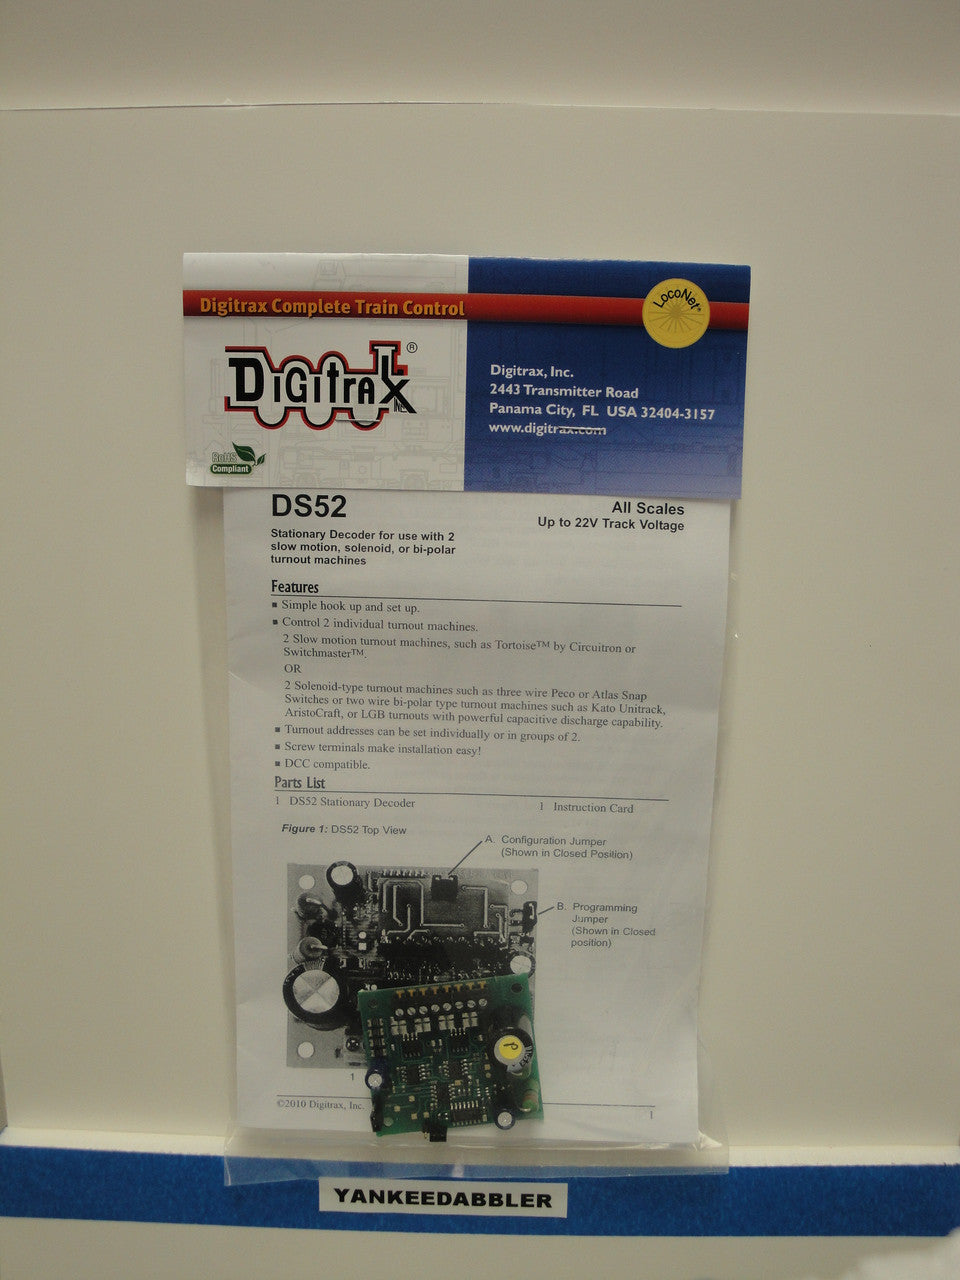 Digitrax Complete Train Control
LocoNet®
DIGITRAX ®
INC
Digitrax, Inc.
2443 Transmitter Road
Panama City, FL USA 32404-3157
www.digitrax.com
RoHS
Compliant
DS52
All Scales
Up to 22V Track Voltage
Stationary Decoder for use with 2
slow motion, solenoid, or bi-polar
turnout machines
Features
■ Simple hook up and set up.
■ Control 2 individual turnout machines.
2 Slow motion turnout machines, such as Tortoise™ by Circuitron or
Switchmaster™.
OR
2 Solenoid-type turnout machines such as three wire Peco or Atlas Snap
Switches or two wire bi-polar type turnout machines such as Kato Unitrack,
AristoCraft, or LGB turnouts with powerful capacitive discharge capability.
■ Turnout addresses can be set individually or in groups of 2.
■ Screw terminals make installation easy!
■ DCC compatible.
Parts List
1 DS52 Stationary Decoder
1 Instruction Card
Figure 1: DS52 Top View
A. Configuration Jumper
(Shown in Closed Position)
B. Programming
Jumper
(Shown in Closed
position)
1
©2010 Digitrax, Inc.
1
YANKEEDABBLER